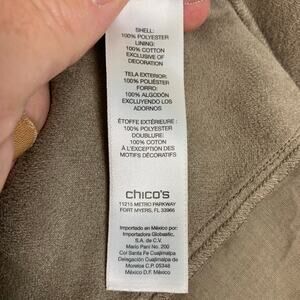 SHELL:
100% POLYESTER
LINING:
100% COTTON
EXCLUSIVE OF
DECORATION
TELA EXTERIOR:
100% POLIÉSTER
FORRO:
100% ALGODÓN
EXCLUYENDO LOS
ADORNOS
ÉTOFFE EXTÉRIEURE :
100% POLYESTER
DOUBLURE:
100% COTON
À L'EXCEPTION DES
MOTIFS DÉCORATIFS
chico's
11215 METRO PARKWAY
FORT MYERS, FL 33966
Importado en México por:
Importadora Globastic,
S.A. de C.V.
Mario Pani No. 200
Col Santa Fe Cuajimalpa
Delegación Cuajimalpa de
Morelos C.P. 05348
México D.F. México